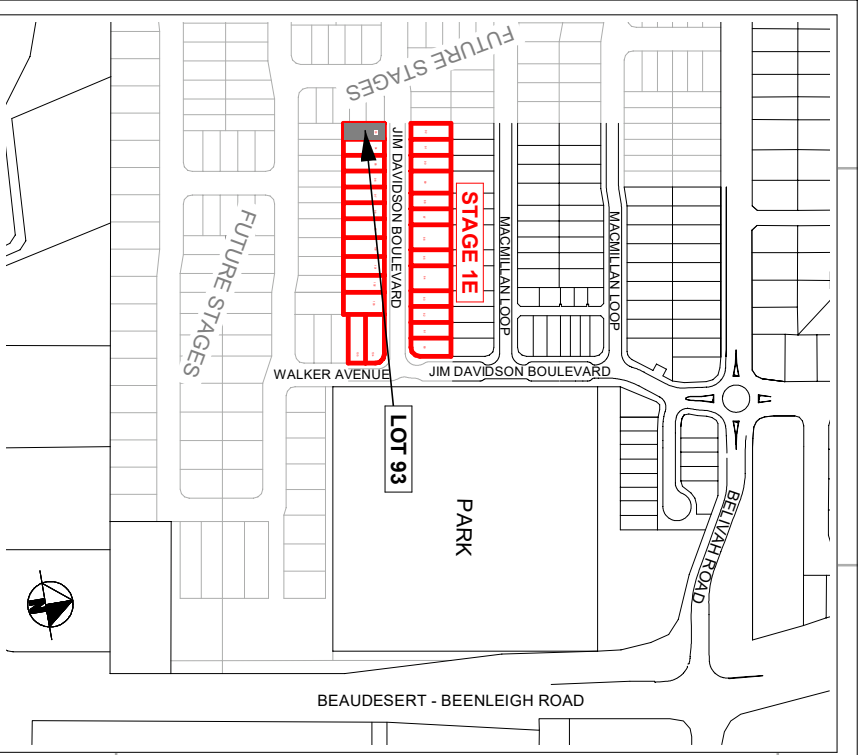 FUTURE STAGES
JIM DAVIDSON BOULEVARD
STAGE 1E
MACMILLAN LOOP
MACMILLAN LOOP
FUTURE STAGES
WALKER AVENUE
JIM DAVIDSON BOULEVARD
LOT 93
PARK
BELIVAH ROAD
N
BEAUDESERT - BEENLEIGH ROAD